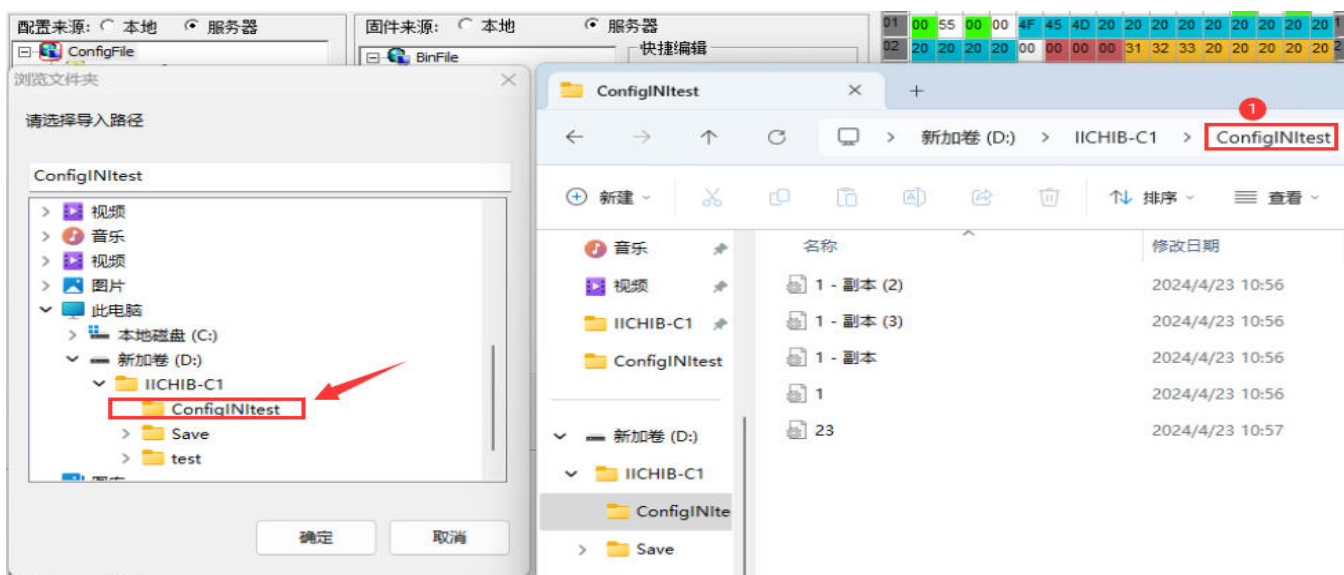 配置来源: 本地 服务器
固件来源: 本地 服务器
ConfigFile
BinFile
快捷编辑
01 00 55 00 00 4F 45 4D 20 20 20 20 20 20 20 20 1
02 20 20 20 20 00 00 00 00 31 32 33 20 20 20 20 20 2
浏览文件夹
请选择导入路径
ConfigINItest
视频
音乐
视频
图片
此电脑
本地磁盘 (C:)
新加卷 (D:)
IICHIB-C1
ConfigINItest
Save
test
确定
取消
ConfigINItest
1
新加卷 (D:) > IICHIB-C1 > ConfigINItest
新建
排序
查看
音乐
视频
IICHIB-C1
ConfigINItest
新加卷 (D:)
IICHIB-C1
ConfigINIte
Save
名称 修改日期
1 - 副本 (2) 2024/4/23 10:56
1 - 副本 (3) 2024/4/23 10:56
1 - 副本 2024/4/23 10:56
1 2024/4/23 10:56
23 2024/4/23 10:57